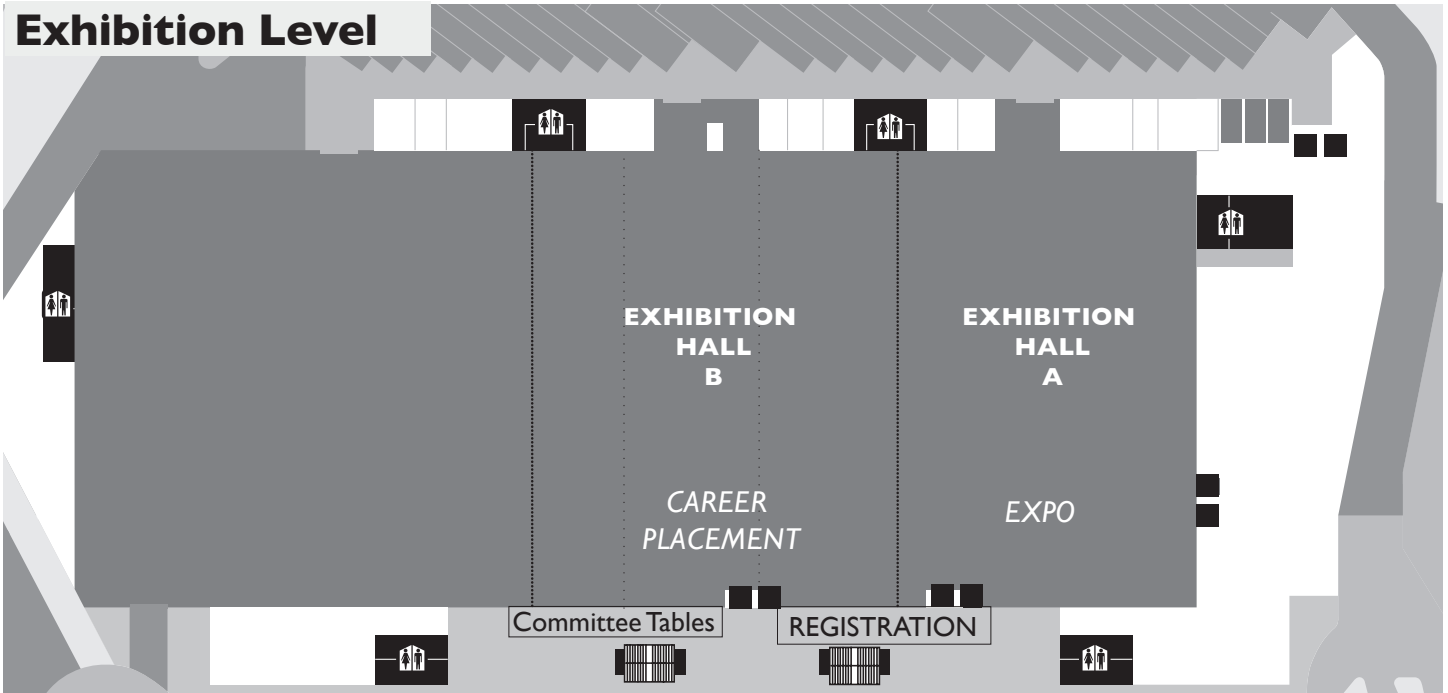 Exhibition Level
EXHIBITION
HALL
B
EXHIBITION
HALL
A
CAREER
PLACEMENT
EXPO
Committee Tables
REGISTRATION